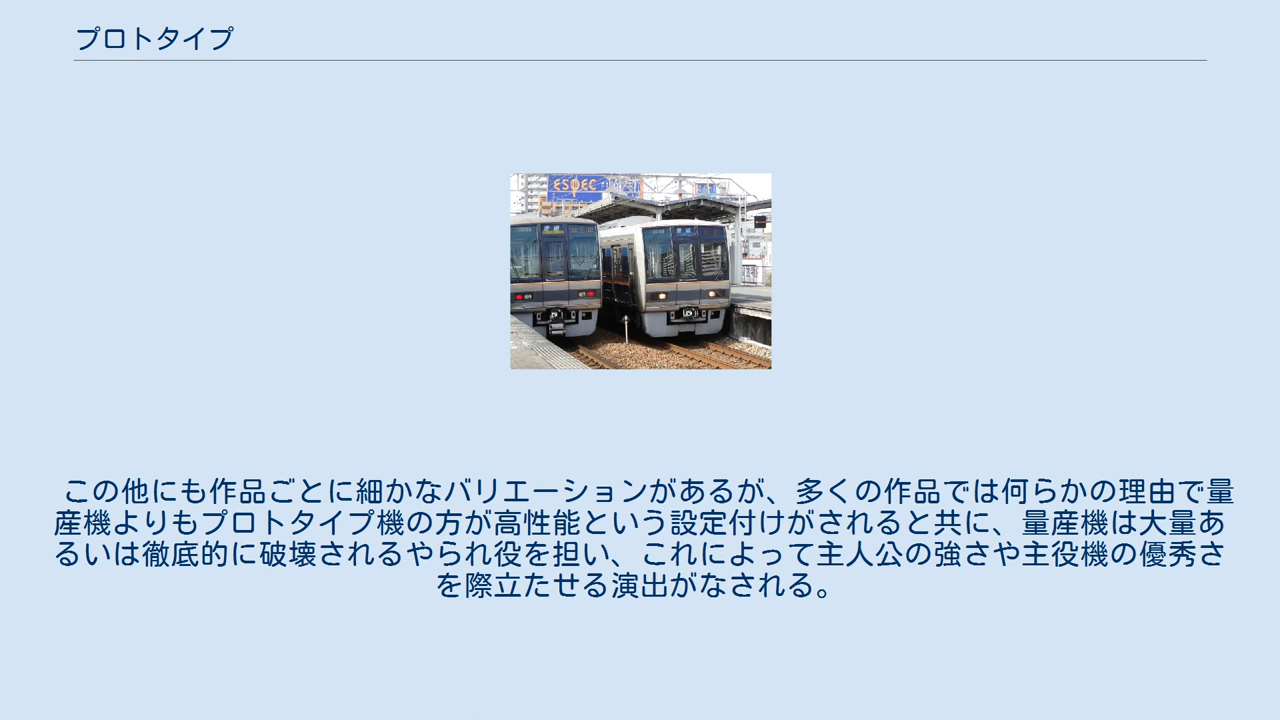 プロトタイプ
ESPEC
この他にも作品ごとに細かなバリエーションがあるが、多くの作品では何らかの理由で量
産機よりもプロトタイプ機の方が高性能という設定付けがされると共に、量産機は大量あ
るいは徹底的に破壊されるやられ役を担い、これによって主人公の強さや主役機の優秀さ
を際立たせる演出がなされる。